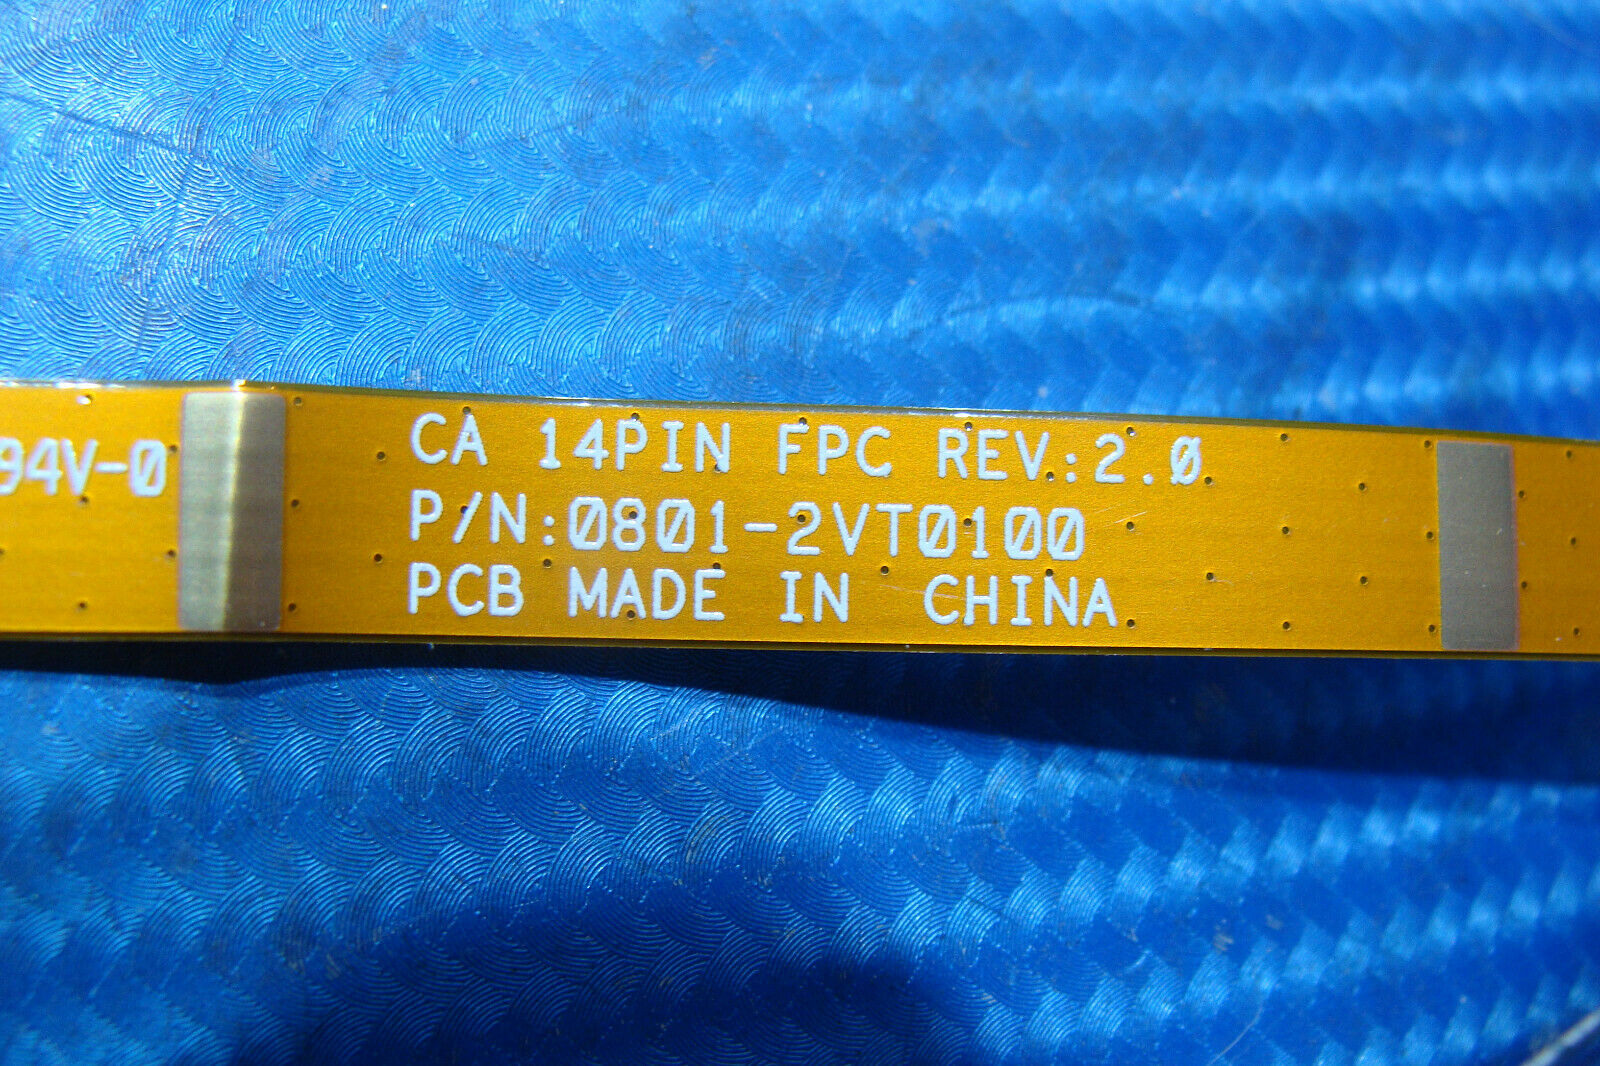 94V-0
CA 14PIN FPC REV.:2.0
P/N:0801-2VT0100
PCB MADE IN CHINA